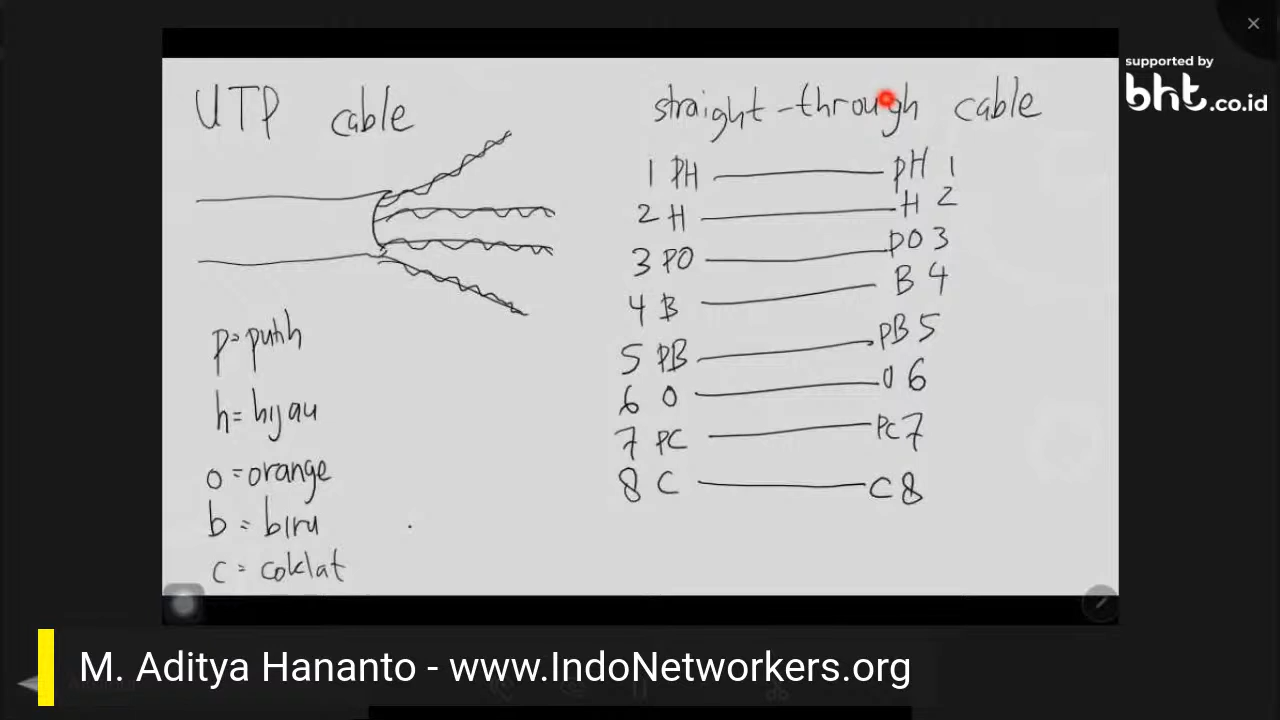 supported by
bht.co.id
UTP cable
straight-through cable
1 PH PH 1
2 H H 2
3 PO PO 3
4 B B 4
5 PB PB 5
6 O O 6
7 PC PC 7
8 C C 8
p=putih
h=hijau
o=orange
b=biru
c=coklat
M. Aditya Hananto - www.IndoNetworkers.org